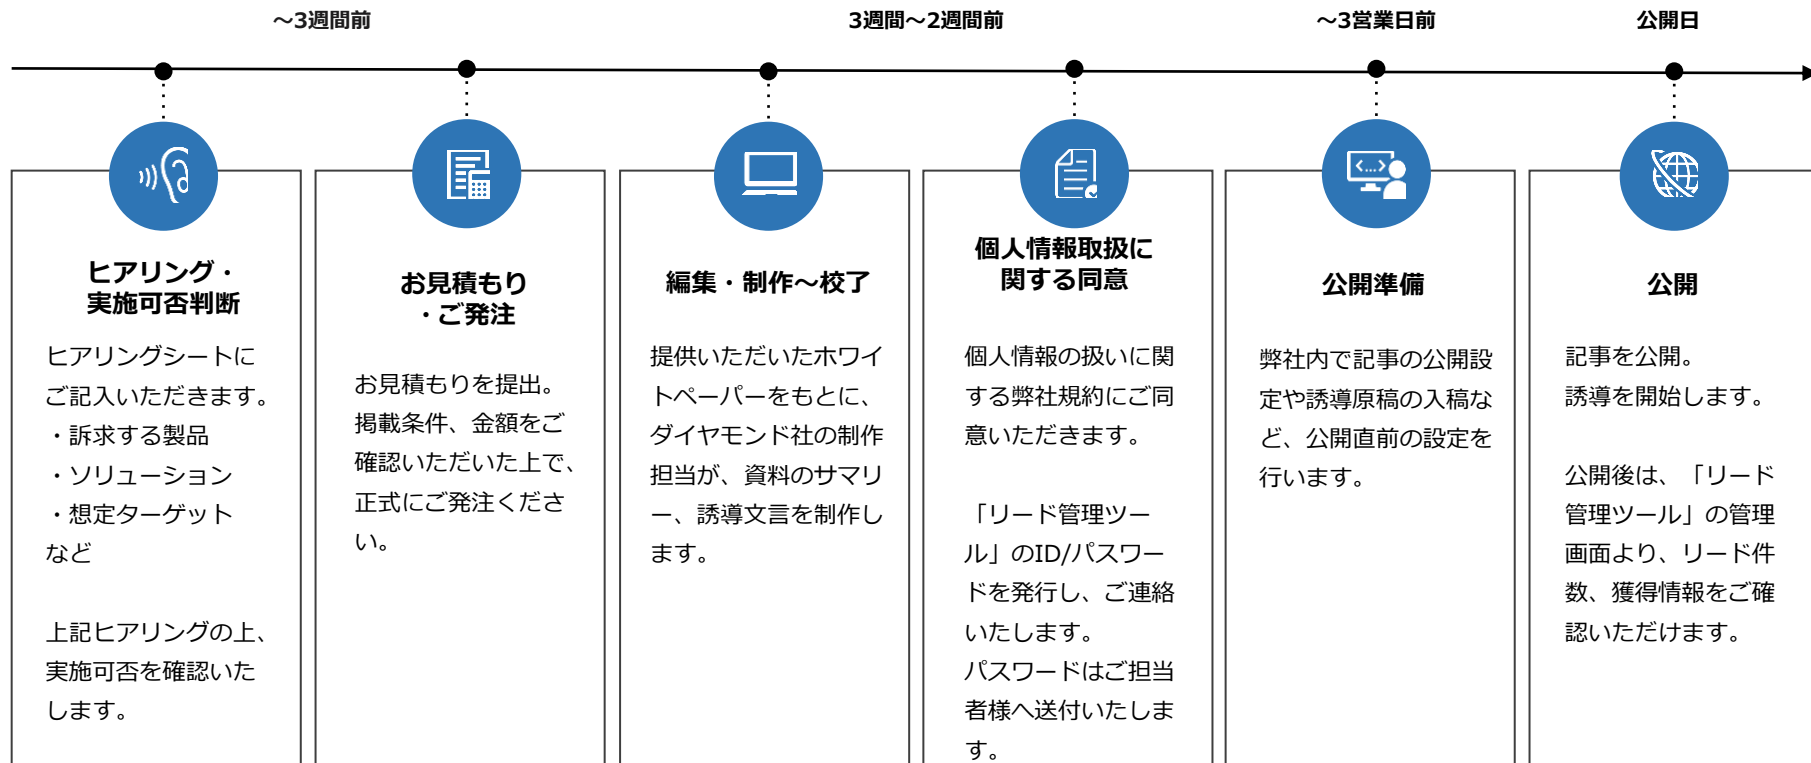 ～3週間前
3週間～2週間前
～3営業日前
公開日
ヒアリング・
実施可否判断
ヒアリングシートに
ご記入いただきます。
・訴求する製品
・ソリューション
・想定ターゲット
など
上記ヒアリングの上、
実施可否を確認いた
します。
お見積もり
・ご発注
お見積もりを提出。
掲載条件、金額をご
確認いただいた上で、
正式にご発注くださ
い。
編集・制作～校了
提供いただいたホワイ
トペーパーをもとに、
ダイヤモンド社の制作
担当が、資料のサマリ
ー、誘導文言を制作し
ます。
個人情報取扱に
関する同意
個人情報の扱いに関
する弊社規約にご同
意いただきます。
「リード管理ツー
ル」のID/パスワー
ドを発行し、ご連絡
いたします。
パスワードはご担当
者様へ送付いたしま
す。
公開準備
弊社内で記事の公開設
定や誘導原稿の入稿な
ど、公開直前の設定を
行います。
公開
記事を公開。
誘導を開始します。
公開後は、「リード
管理ツール」の管理
画面より、リード件
数、獲得情報をご確
認いただけます。